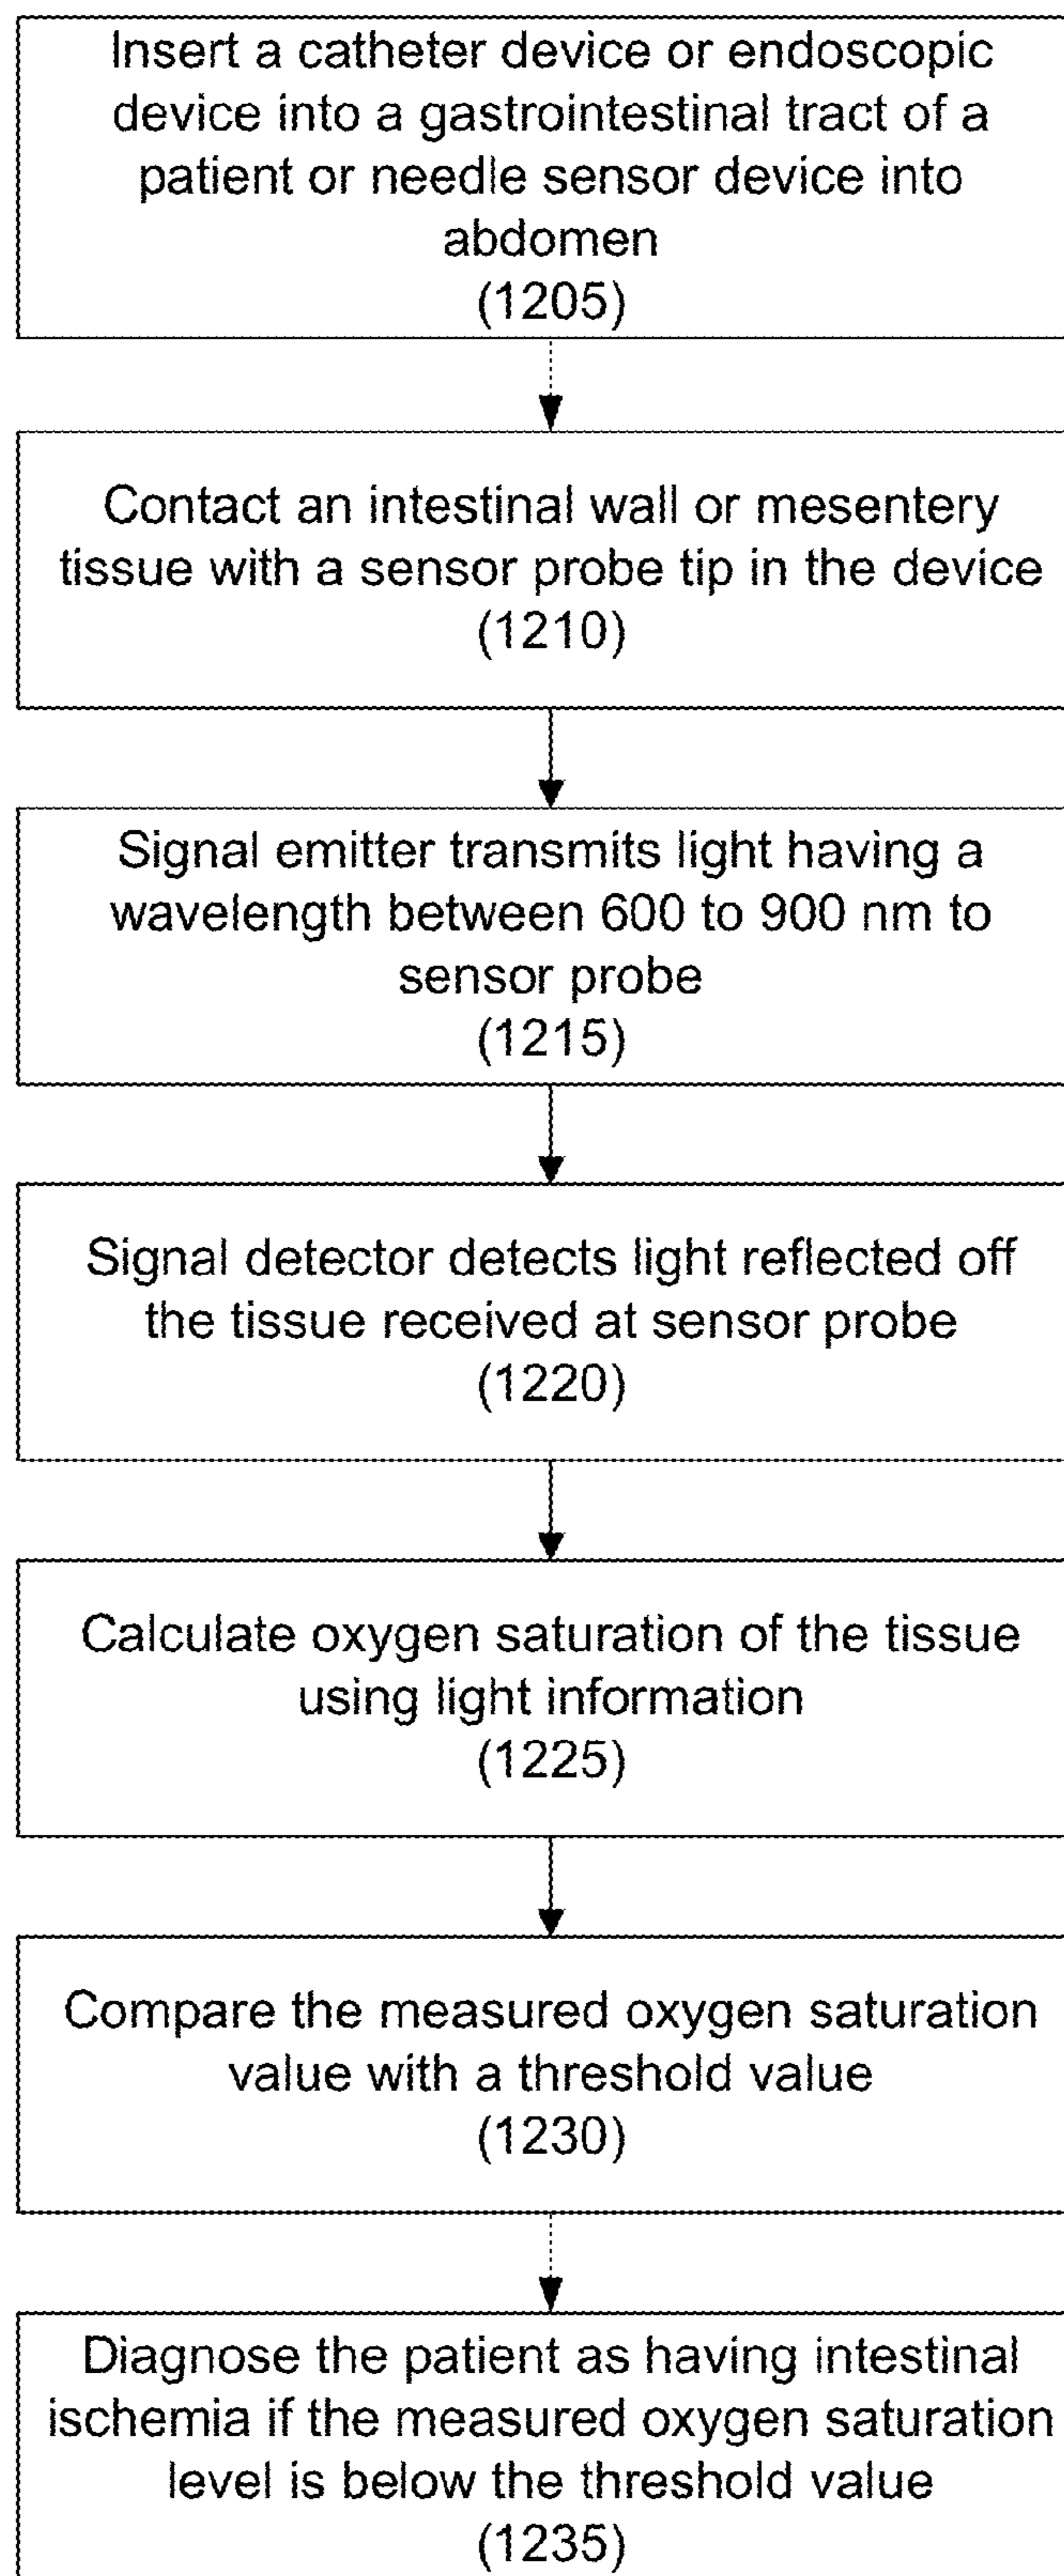 Insert a catheter device or endoscopic
device into a gastrointestinal tract of a
patient or needle sensor device into
abdomen
(1205)
Contact an intestinal wall or mesentery
tissue with a sensor probe tip in the device
(1210)
Signal emitter transmits light having a
wavelength between 600 to 900 nm to
sensor probe
(1215)
Signal detector detects light reflected off
the tissue received at sensor probe
(1220)
Calculate oxygen saturation of the tissue
using light information
(1225)
Compare the measured oxygen saturation
value with a threshold value
(1230)
Diagnose the patient as having intestinal
ischemia if the measured oxygen saturation
level is below the threshold value
(1235)